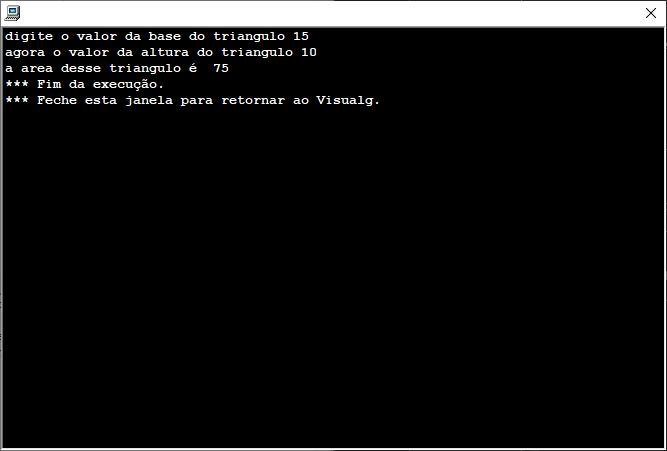 digite o valor da base do triangulo 15
agora o valor da altura do triangulo 10
a area desse triangulo é  75
*** Fim da execução.
*** Feche esta janela para retornar ao Visualg.